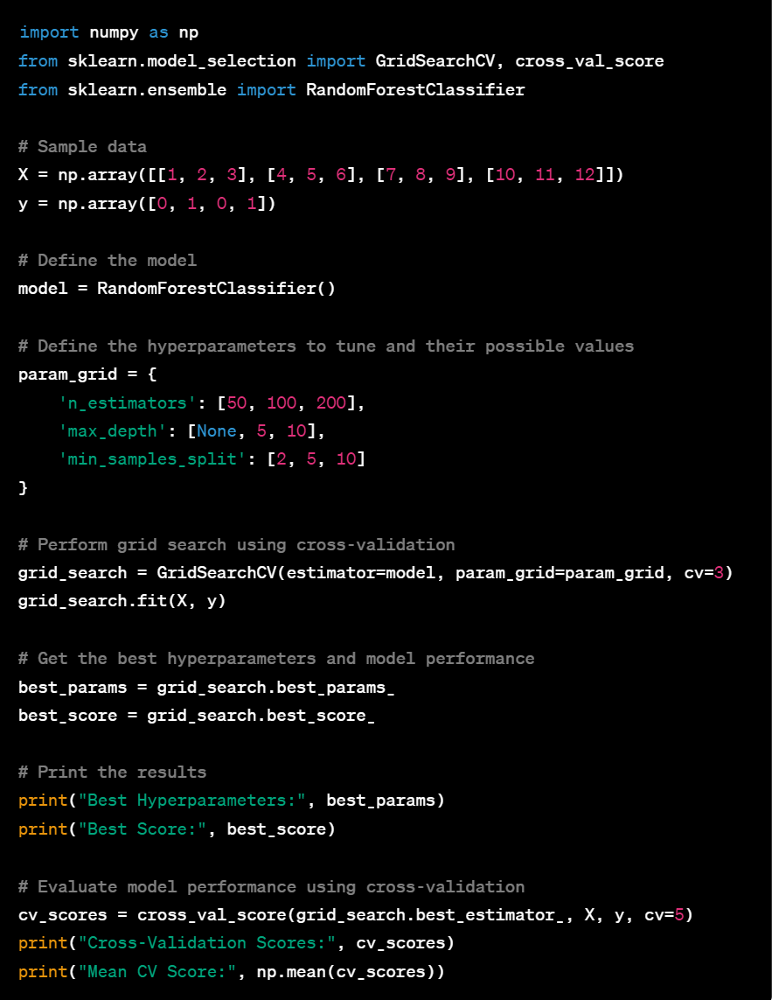 import numpy as np
from sklearn.model_selection import GridSearchCV, cross_val_score
from sklearn.ensemble import RandomForestClassifier
# Sample data
X = np.array([[1, 2, 3], [4, 5, 6], [7, 8, 9], [10, 11, 12]])
y = np.array([0, 1, 0, 1])
# Define the model
model = RandomForestClassifier()
# Define the hyperparameters to tune and their possible values
param_grid = {
    'n_estimators': [50, 100, 200],
    'max_depth': [None, 5, 10],
    'min_samples_split': [2, 5, 10]
}
# Perform grid search using cross-validation
grid_search = GridSearchCV(estimator=model, param_grid=param_grid, cv=3)
grid_search.fit(X, y)
# Get the best hyperparameters and model performance
best_params = grid_search.best_params_
best_score = grid_search.best_score_
# Print the results
print("Best Hyperparameters:", best_params)
print("Best Score:", best_score)
# Evaluate model performance using cross-validation
cv_scores = cross_val_score(grid_search.best_estimator_, X, y, cv=5)
print("Cross-Validation Scores:", cv_scores)
print("Mean CV Score:", np.mean(cv_scores))